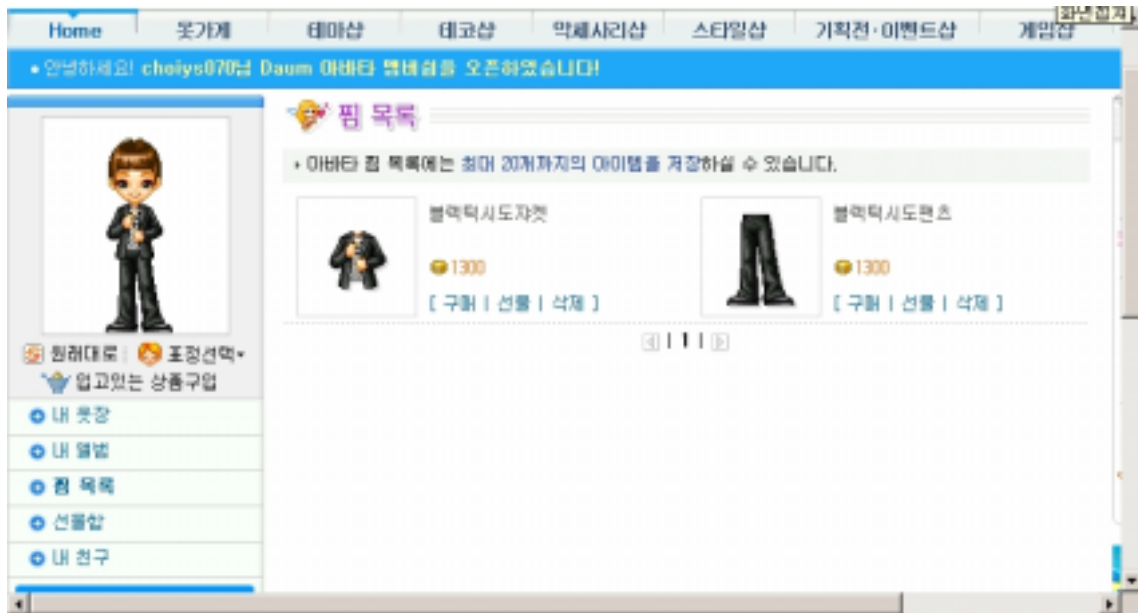 화면캡쳐
Home 옷가게 테마샵 데코샵 악세사리샵 스타일샵 기획전·이벤트샵 게임샵
• 안녕하세요! choiys070님 Daum 아바타 멤버쉽을 오픈하였습니다!
찜 목록
아바타 찜 목록에는 최대 20개까지의 아이템을 저장하실 수 있습니다.
블랙턱시도쟈켓
1300
[ 구매 | 선물 | 삭제 ]
블랙턱시도팬츠
1300
[ 구매 | 선물 | 삭제 ]
| 1 |
원래대로 | 표정선택
입고있는 상품구입
내 옷장
내 앨범
찜 목록
선물함
내 친구